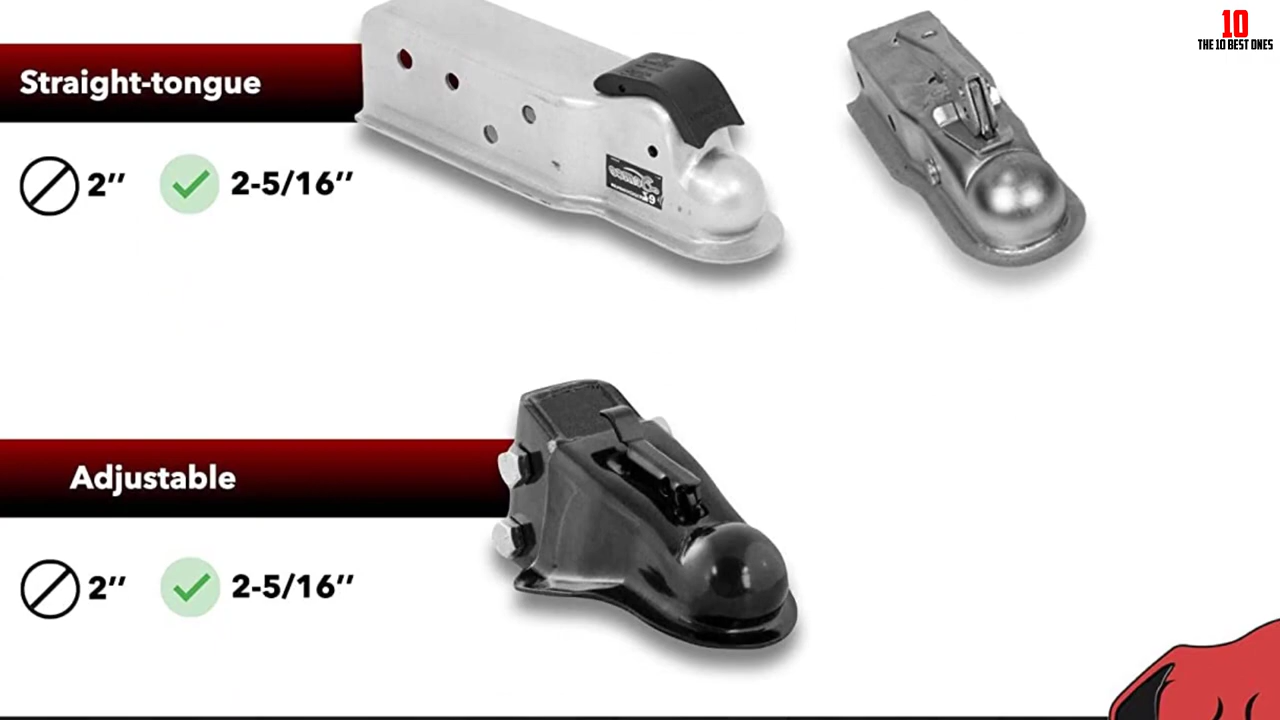 10
THE 10 BEST ONES
Straight-tongue
2″ 2-5/16″
Adjustable
2″ 2-5/16″